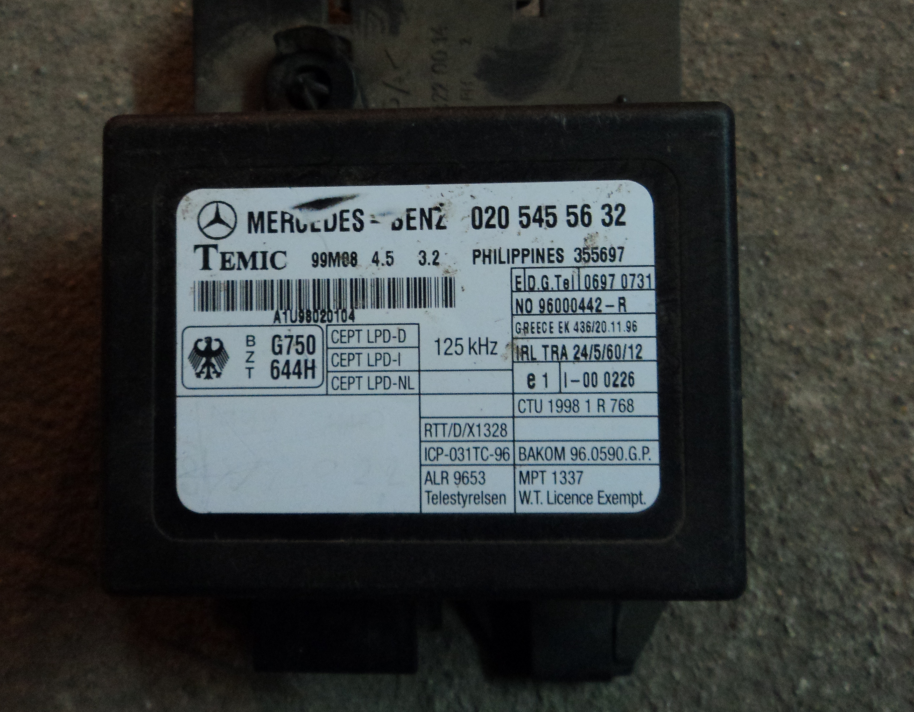 MERCEDES-BENZ 020 545 56 32
TEMIC 99M08 4.5 3.2 PHILIPPINES 355697
E D.G.Tel 0697 0731
NO 96000442-R
A1U98020104
GREECE EK 436/20.11.96
BZT G750 644H
CEPT LPD-D
CEPT LPD-I
CEPT LPD-NL
125 kHz
IRL TRA 24/5/60/12
e1 I-00 0226
CTU 1998 1 R 768
RTT/D/X1328
ICP-031TC-96 BAKOM 96.0590.G.P.
ALR 9653 MPT 1337
Telestyrelsen W.T. Licence Exempt.